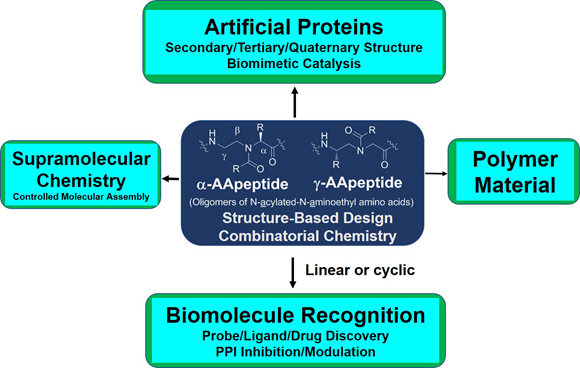 Artificial Proteins
Secondary/Tertiary/Quaternary Structure
Biomimetic Catalysis
Supramolecular
Chemistry
Controlled Molecular Assembly
H
N
β
γ
N
R
α
O
R
O
α-AApeptide
H
N
R
O
R
N
O
γ-AApeptide
(Oligomers of N-acylated-N-aminoethyl amino acids)
Structure-Based Design
Combinatorial Chemistry
Polymer
Material
Linear or cyclic
Biomolecule Recognition
Probe/Ligand/Drug Discovery
PPI Inhibition/Modulation